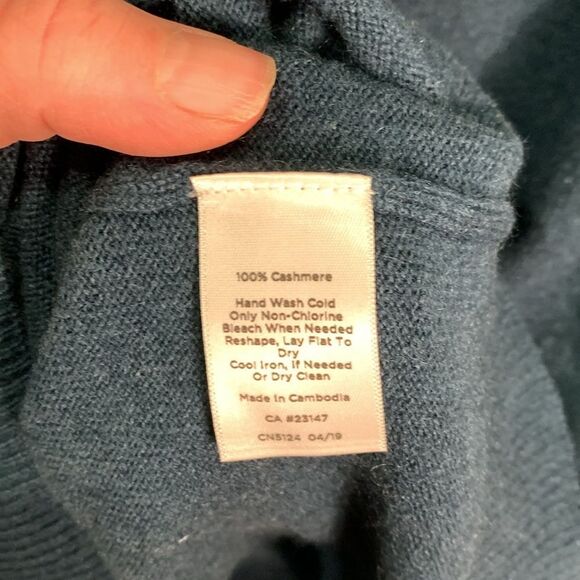 100% Cashmere
Hand Wash Cold
Only Non-Chlorine
Bleach When Needed
Reshape, Lay Flat To
Dry
Cool Iron, If Needed
Or Dry Clean
Made In Cambodia
CA #23147
CN5124 04/19